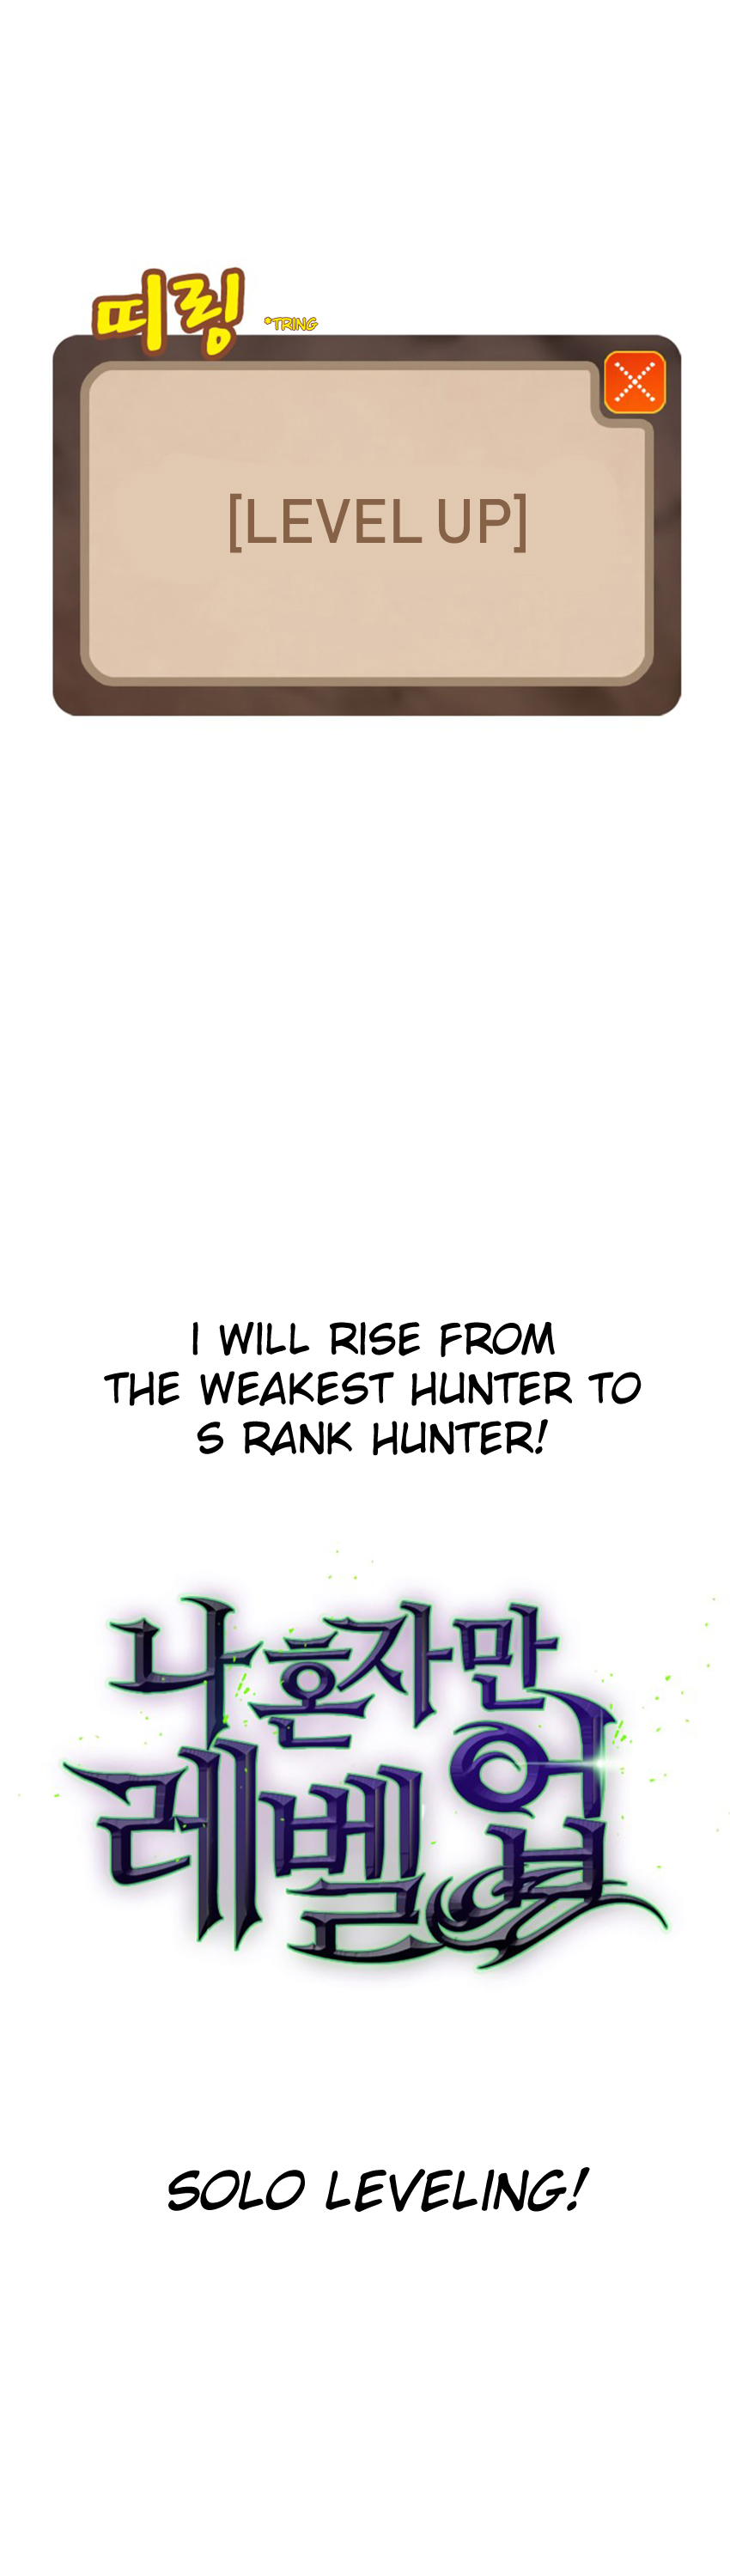 띠링
*TRING
[LEVEL UP]
I WILL RISE FROM
THE WEAKEST HUNTER TO
S RANK HUNTER!
나 혼자만
레벨업
SOLO LEVELING!